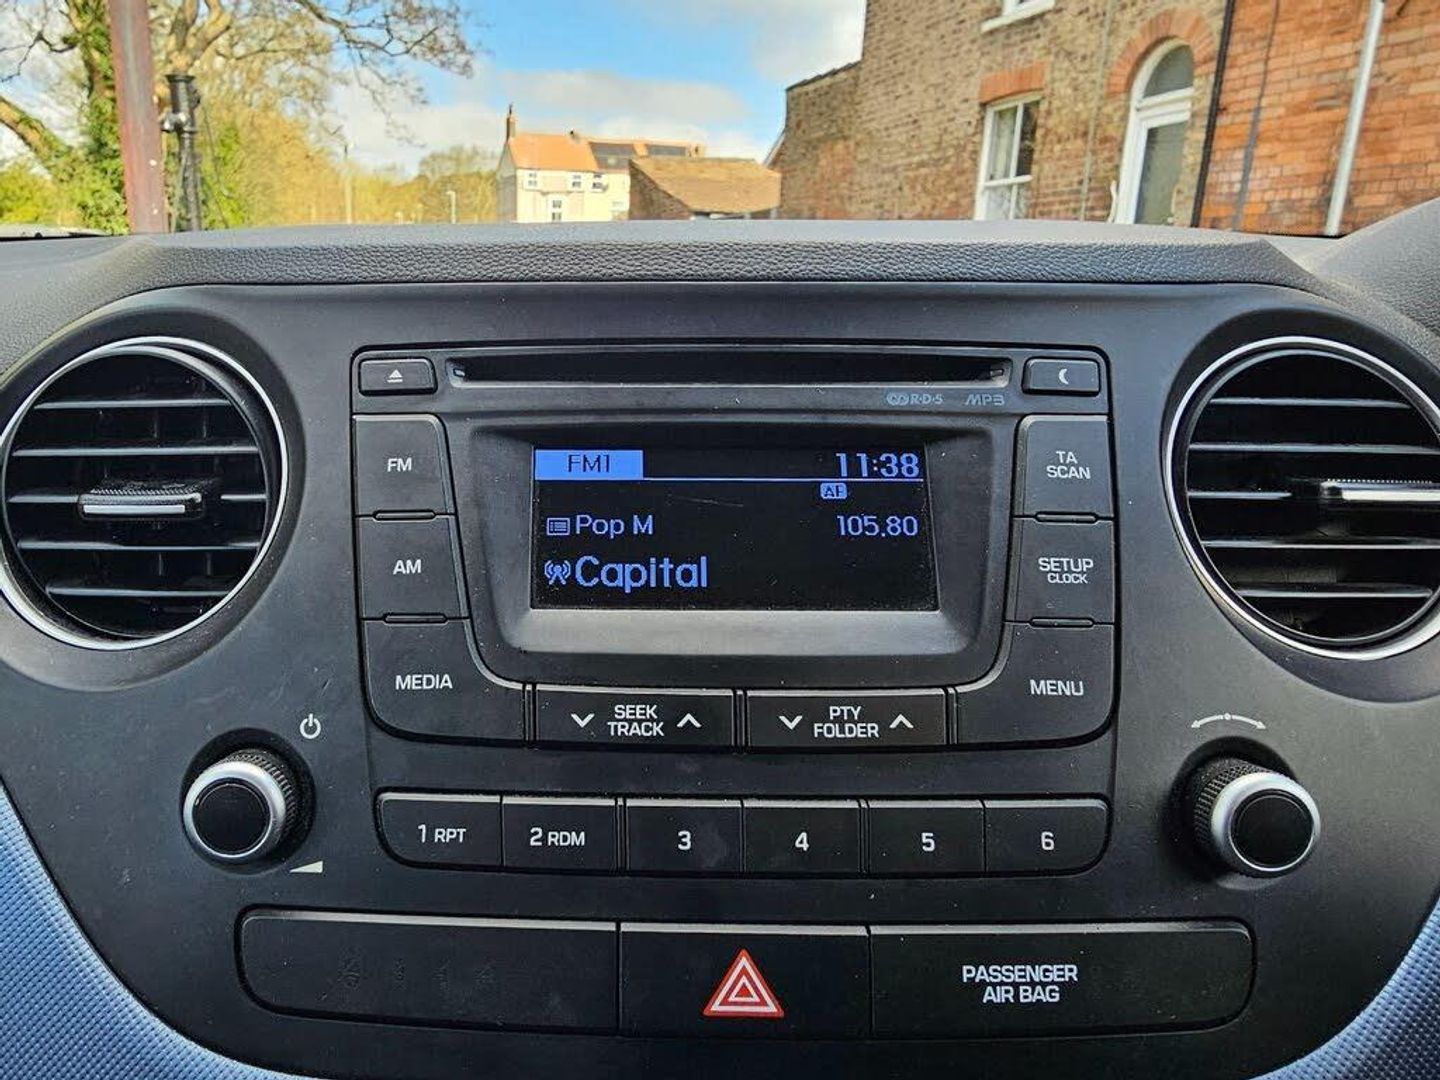 R·D·S MP3
FM
FM1 11:38
TA
SCAN
AF
Pop M 105.80
AM
Capital
SETUP
CLOCK
MEDIA
MENU
SEEK
TRACK
PTY
FOLDER
1 RPT 2 RDM 3 4 5 6
PASSENGER
AIR BAG